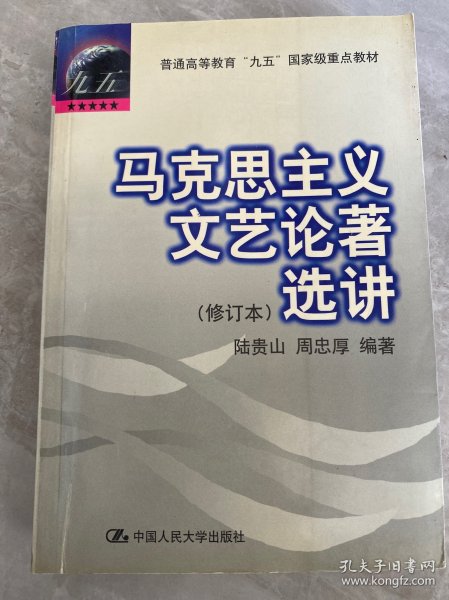 普通高等教育“九五”国家级重点教材
九五
★★★★★
马克思主义
文艺论著
选讲
(修订本)
陆贵山 周忠厚 编著
中国人民大学出版社
孔夫子旧书网
www.kongfz.com